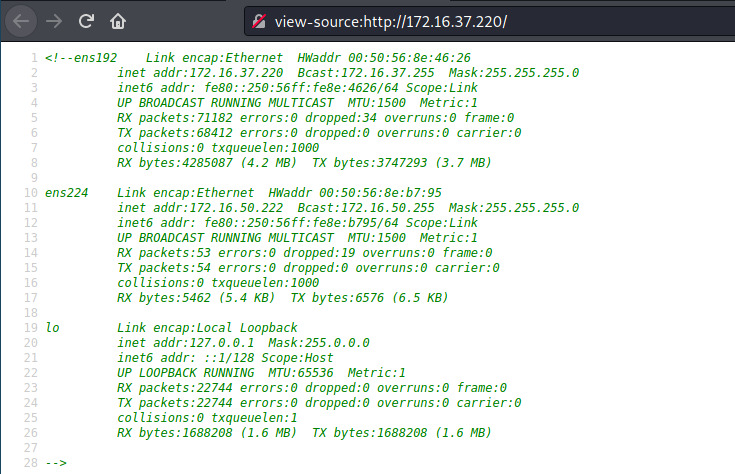 view-source:http://172.16.37.220/
1 <!--ens192    Link encap:Ethernet  HWaddr 00:50:56:8e:46:26
2           inet addr:172.16.37.220  Bcast:172.16.37.255  Mask:255.255.255.0
3           inet6 addr: fe80::250:56ff:fe8e:4626/64 Scope:Link
4           UP BROADCAST RUNNING MULTICAST  MTU:1500  Metric:1
5           RX packets:71182 errors:0 dropped:34 overruns:0 frame:0
6           TX packets:68412 errors:0 dropped:0 overruns:0 carrier:0
7           collisions:0 txqueuelen:1000
8           RX bytes:4285087 (4.2 MB)  TX bytes:3747293 (3.7 MB)
9
10 ens224    Link encap:Ethernet  HWaddr 00:50:56:8e:b7:95
11           inet addr:172.16.50.222  Bcast:172.16.50.255  Mask:255.255.255.0
12           inet6 addr: fe80::250:56ff:fe8e:b795/64 Scope:Link
13           UP BROADCAST RUNNING MULTICAST  MTU:1500  Metric:1
14           RX packets:53 errors:0 dropped:19 overruns:0 frame:0
15           TX packets:54 errors:0 dropped:0 overruns:0 carrier:0
16           collisions:0 txqueuelen:1000
17           RX bytes:5462 (5.4 KB)  TX bytes:6576 (6.5 KB)
18
19 lo        Link encap:Local Loopback
20           inet addr:127.0.0.1  Mask:255.0.0.0
21           inet6 addr: ::1/128 Scope:Host
22           UP LOOPBACK RUNNING  MTU:65536  Metric:1
23           RX packets:22744 errors:0 dropped:0 overruns:0 frame:0
24           TX packets:22744 errors:0 dropped:0 overruns:0 carrier:0
25           collisions:0 txqueuelen:1
26           RX bytes:1688208 (1.6 MB)  TX bytes:1688208 (1.6 MB)
27
28 -->